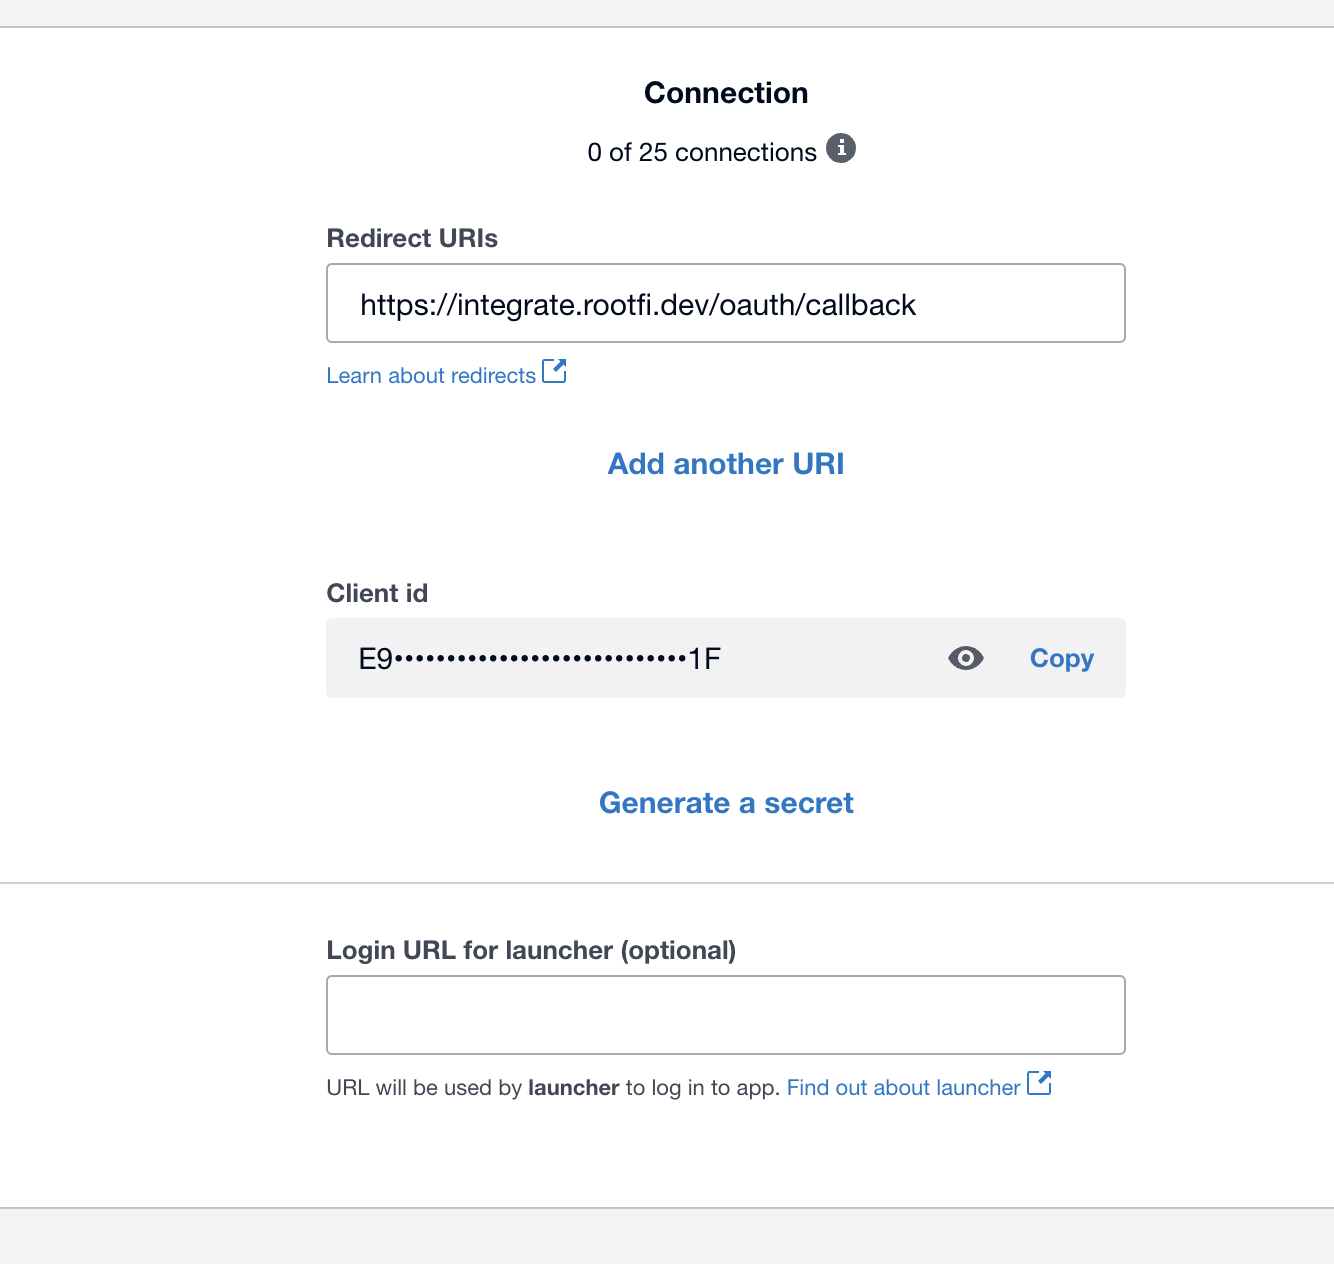 Connection
0 of 25 connections
Redirect URIs
https://integrate.rootfi.dev/oauth/callback
Learn about redirects
Add another URI
Client id
E9••••••••••••••••••••••••••••1F
Copy
Generate a secret
Login URL for launcher (optional)
URL will be used by launcher to log in to app. Find out about launcher